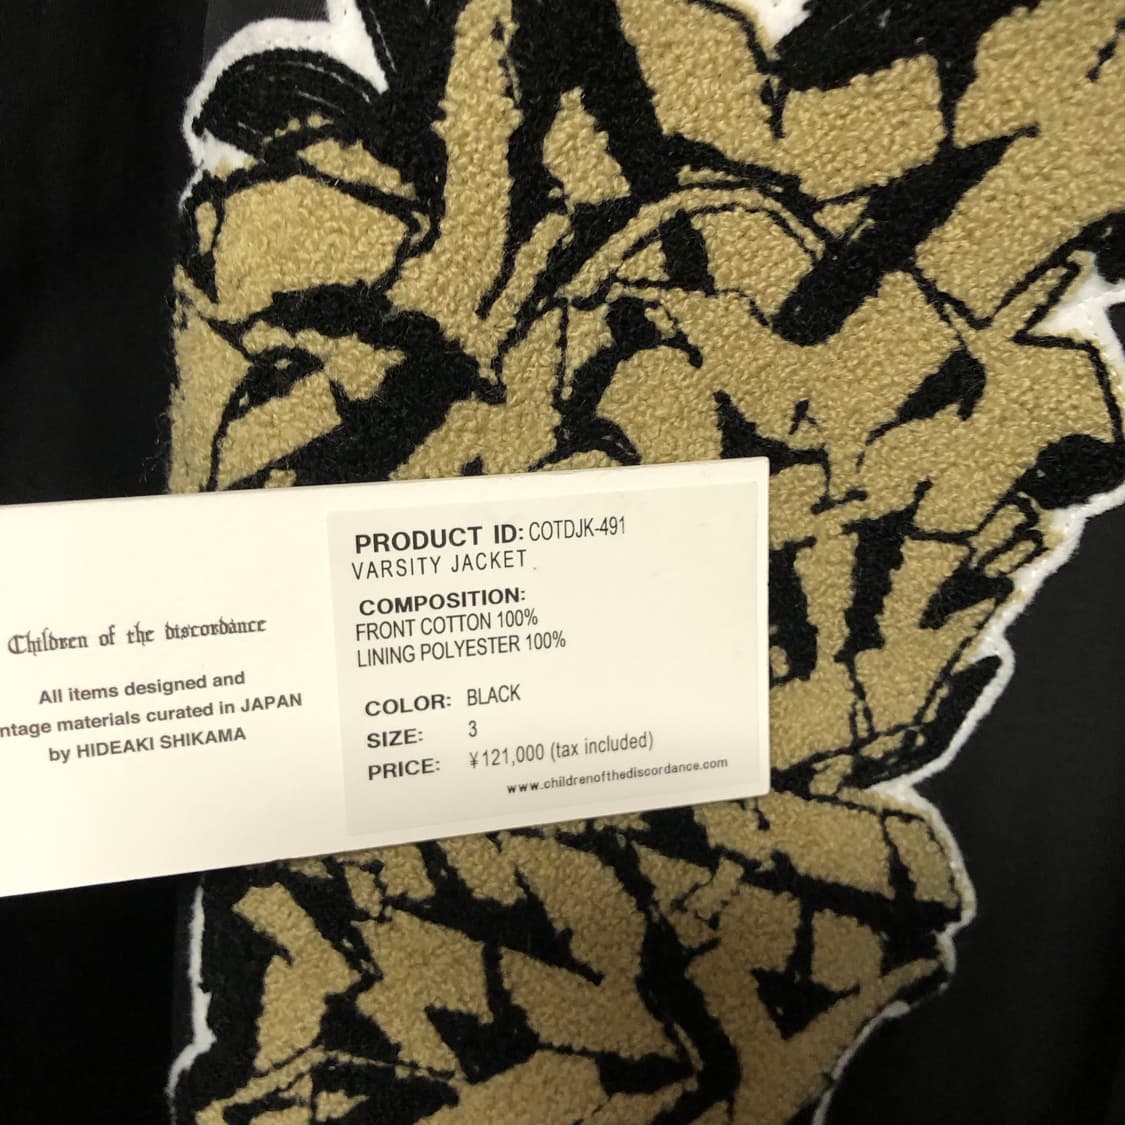 Children of the discordance
All items designed and
ntage materials curated in JAPAN
by HIDEAKI SHIKAMA
PRODUCT ID: COTDJK-491
VARSITY JACKET
COMPOSITION:
FRONT COTTON 100%
LINING POLYESTER 100%
COLOR: BLACK
SIZE: 3
PRICE: ¥121,000 (tax included)
www.childrenofthediscordance.com